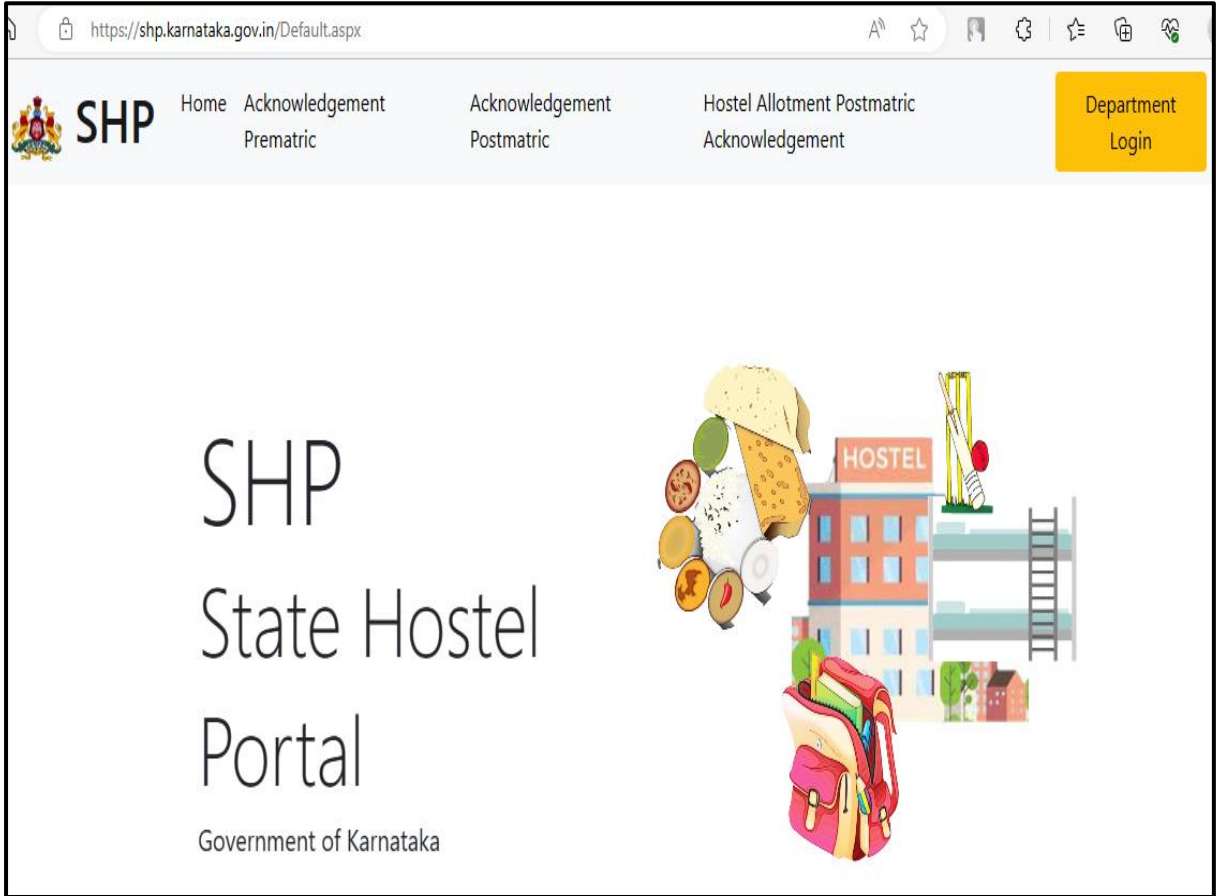 https://shp.karnataka.gov.in/Default.aspx
SHP
Home
Acknowledgement
Prematric
Acknowledgement
Postmatric
Hostel Allotment Postmatric
Acknowledgement
Department
Login
HOSTEL
SHP
State Hostel
Portal
Government of Karnataka